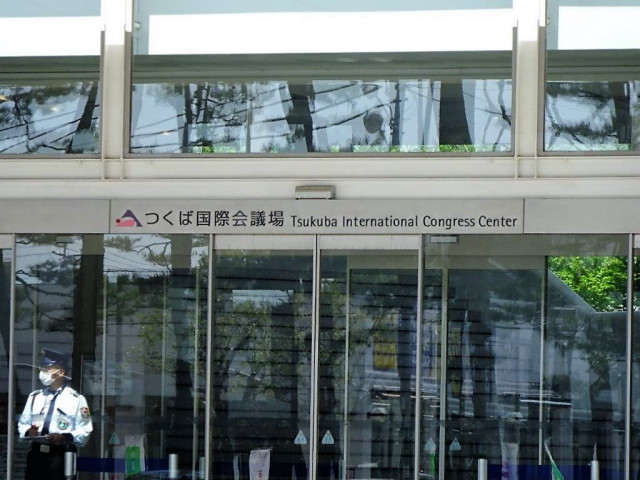 つくば国際会議場 Tsukuba International Congress Center